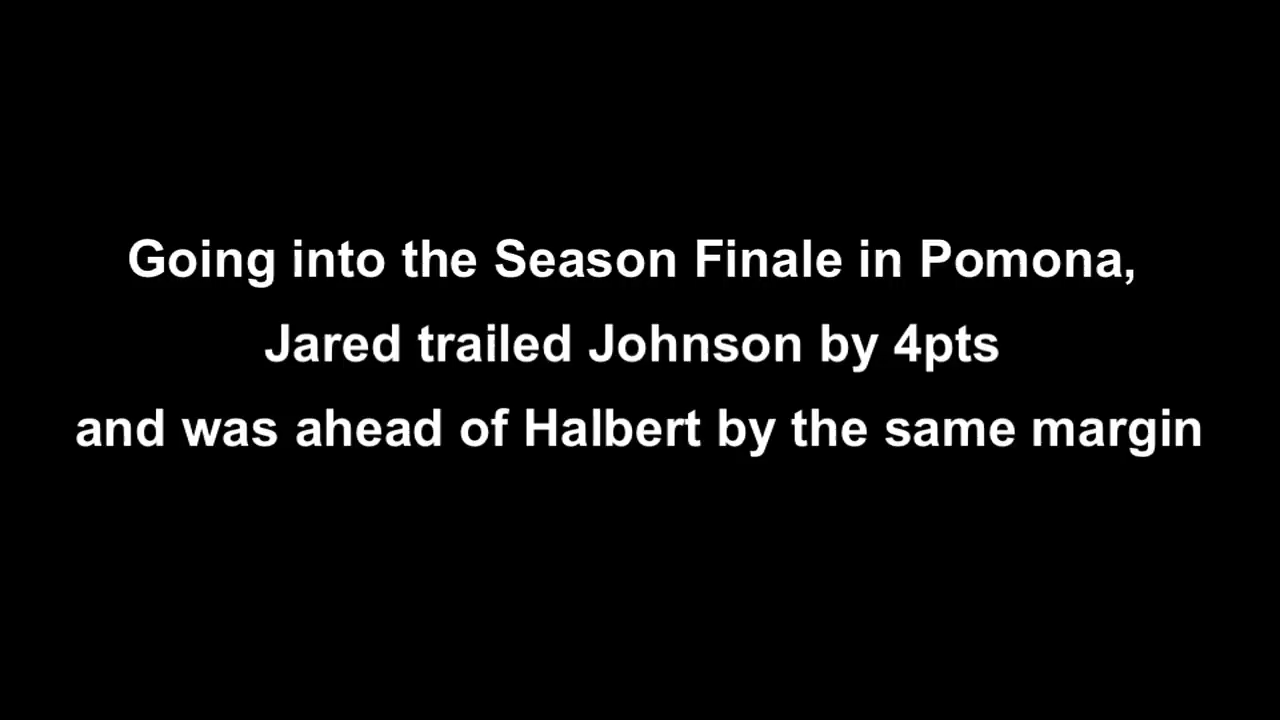 Going into the Season Finale in Pomona,
Jared trailed Johnson by 4pts
and was ahead of Halbert by the same margin